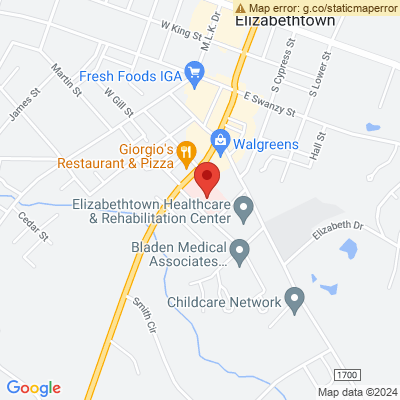 Map error: g.co/staticmaperror
Elizabethtown
W King St
M.L.K. Dr
S Cypress St
S Lower St
Martin St
Fresh Foods IGA
James St
W Gill St
E Swanzy St
Hall St
Giorgio's
Restaurant & Pizza
Walgreens
Elizabethtown Healthcare
& Rehabilitation Center
Cedar St
Elizabeth Dr
Bladen Medical
Associates...
Childcare Network
Smith Cir
1700
Google
Map data ©2024